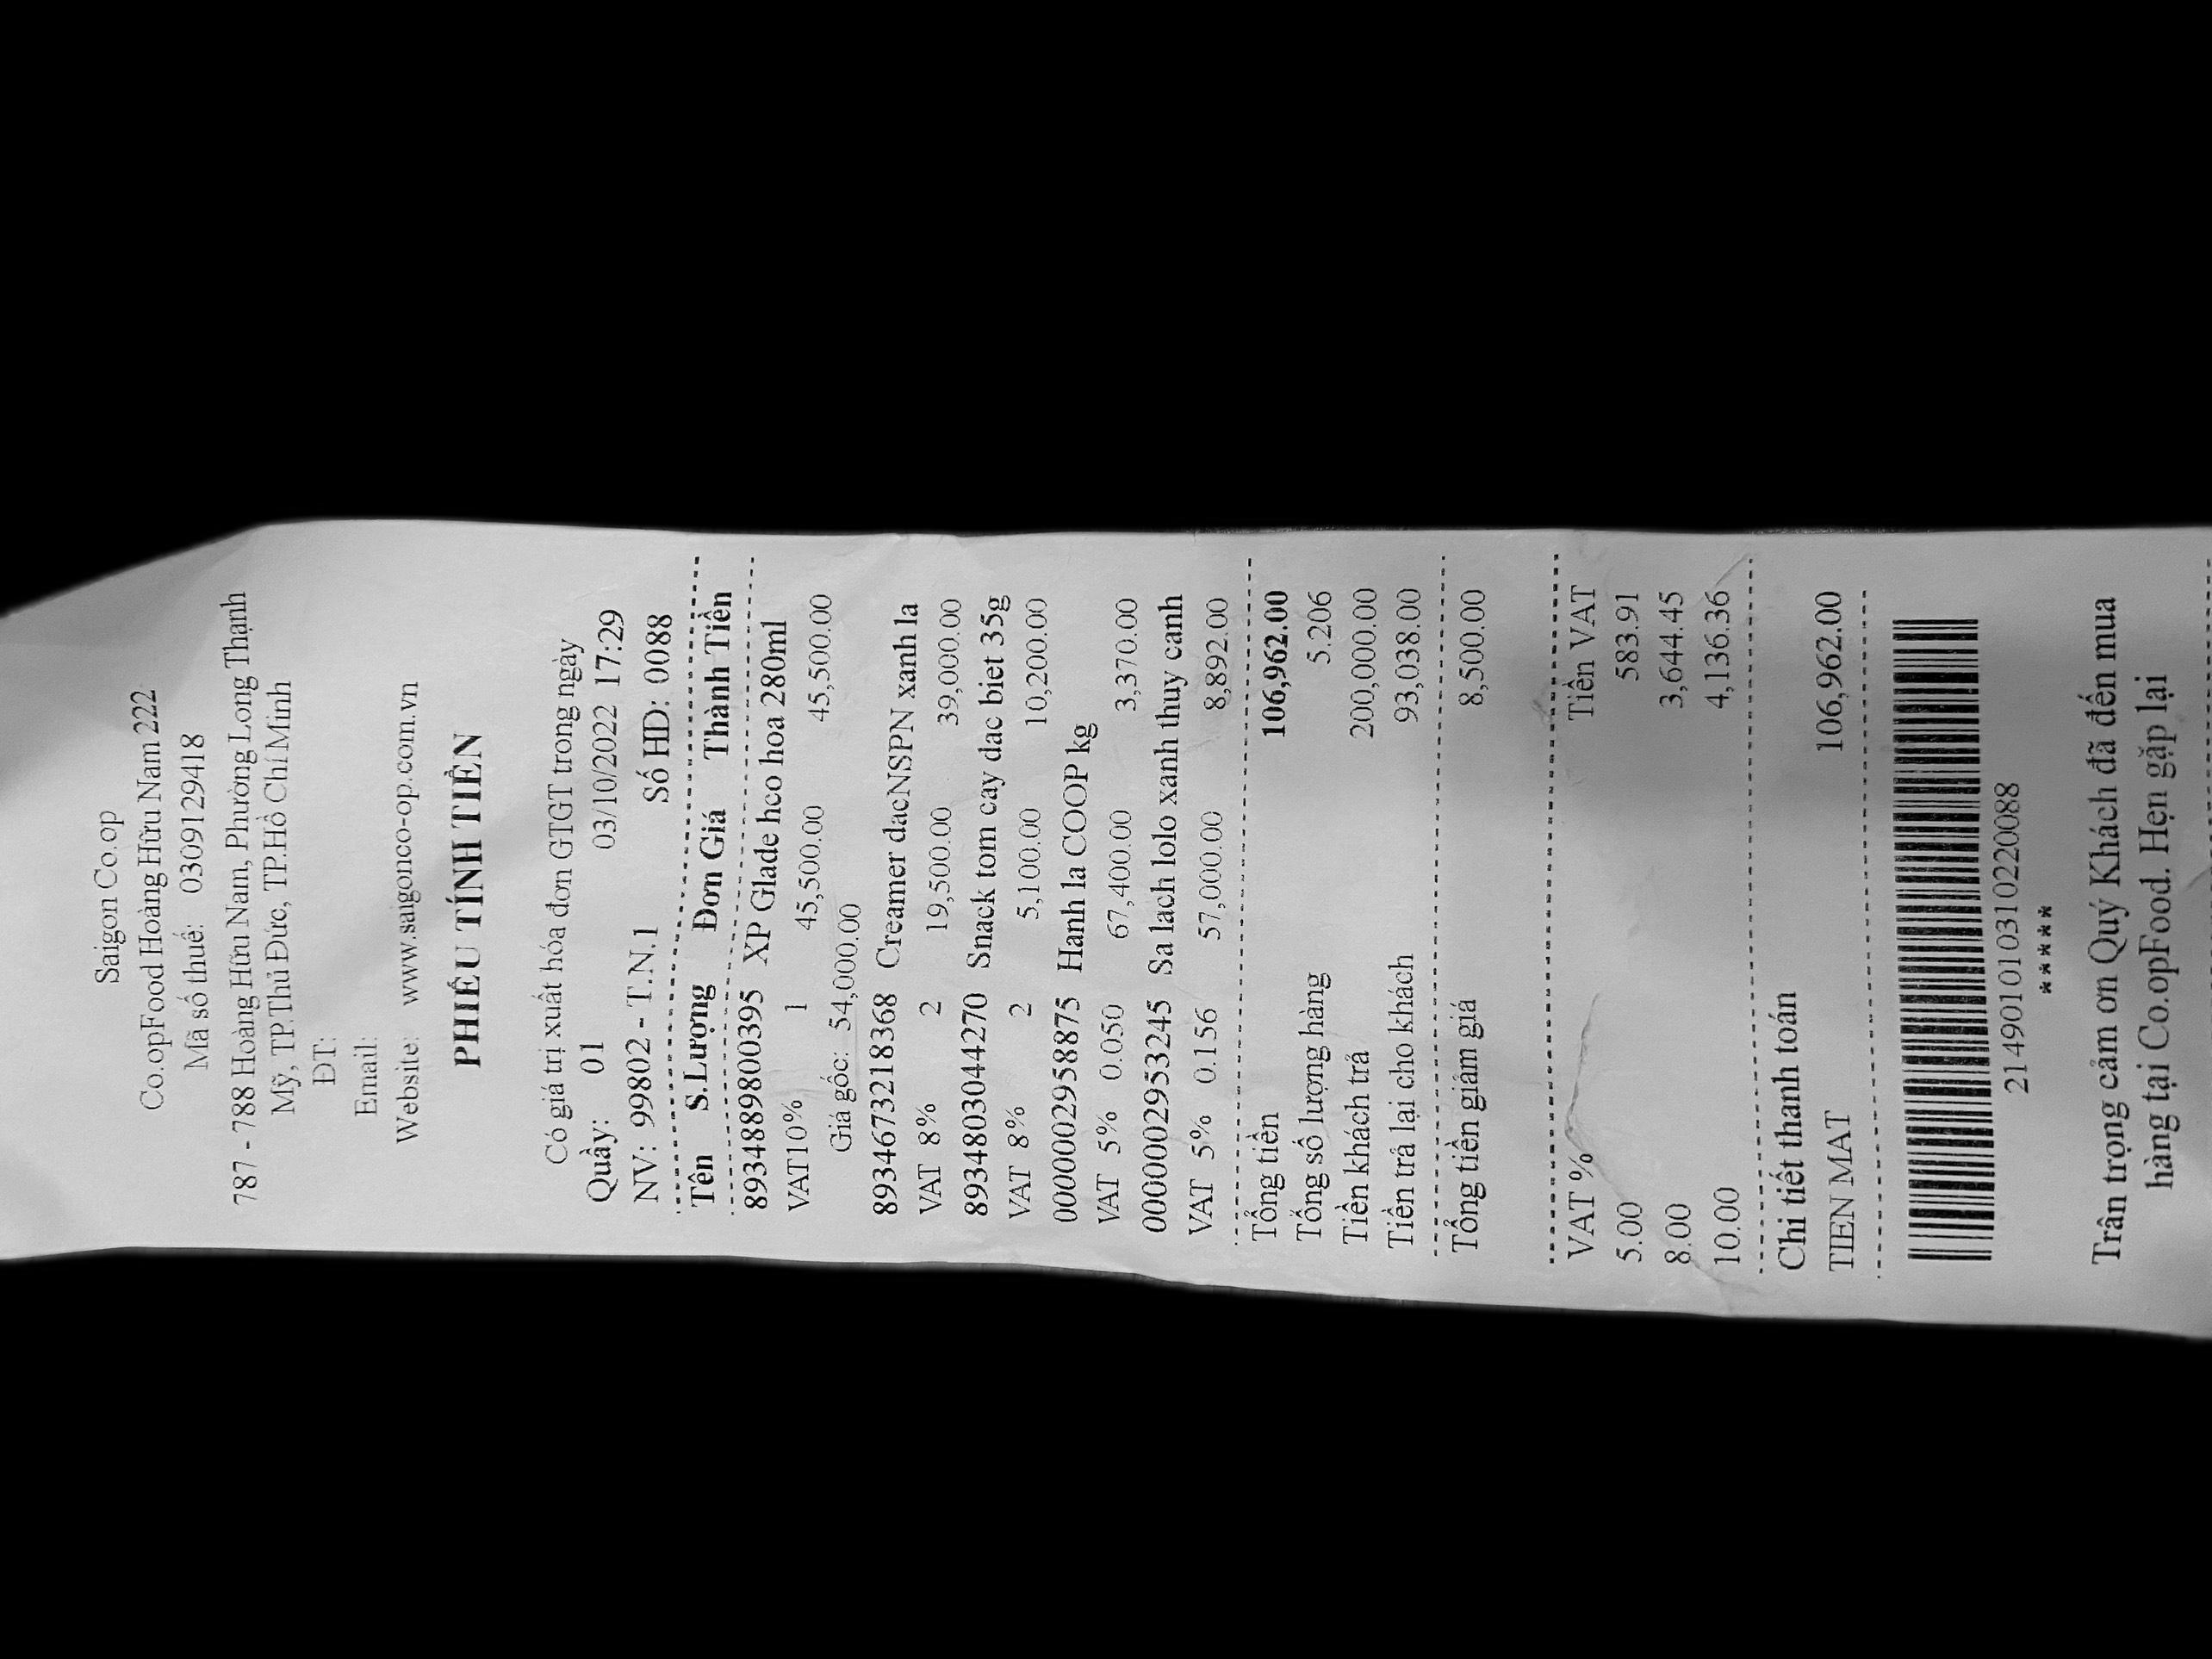 Saigon Co.op
Co.opFood Hoàng Hữu Nam 222
Mã số thuế: 0309129418
787 - 788 Hoàng Hữu Nam, Phường Long Thạnh
Mỹ, TP.Thủ Đức, TP.Hồ Chí Minh
ĐT:
Email:
Website: www.saigonco-op.com.vn
PHIẾU TÍNH TIỀN
Có giá trị xuất hóa đơn GTGT trong ngày
Quầy: 01 03/10/2022 17:29
NV: 99802 - T.N.1 Số HD: 0088
Tên S.Lượng Đơn Giá Thành Tiền
8934889800395 XP Glade hco hoa 280ml
VAT10% 1 45,500.00 45,500.00
Giá gốc: 54,000.00
8934673218368 Creamer dacNSPN xanh la
VAT 8% 2 19,500.00 39,000.00
8934803044270 Snack tom cay dac biet 35g
VAT 8% 2 5,100.00 10,200.00
0000002958875 Hanh la COOP kg
VAT 5% 0.050 67,400.00 3,370.00
0000002953245 Sa lach lolo xanh thuy canh
VAT 5% 0.156 57,000.00 8,892.00
Tổng tiền 106,962.00
Tổng số lượng hàng 5.206
Tiền khách trả 200,000.00
Tiền trả lại cho khách 93,038.00
Tổng tiền giảm giá 8,500.00
VAT % Tiền VAT
5.00 583.91
8.00 3,644.45
10.00 4,136.36
Chi tiết thanh toán
TIEN MAT 106,962.00
2149010103102200​88
*****
Trân trọng cảm ơn Quý Khách đã đến mua
hàng tại Co.opFood. Hẹn gặp lại